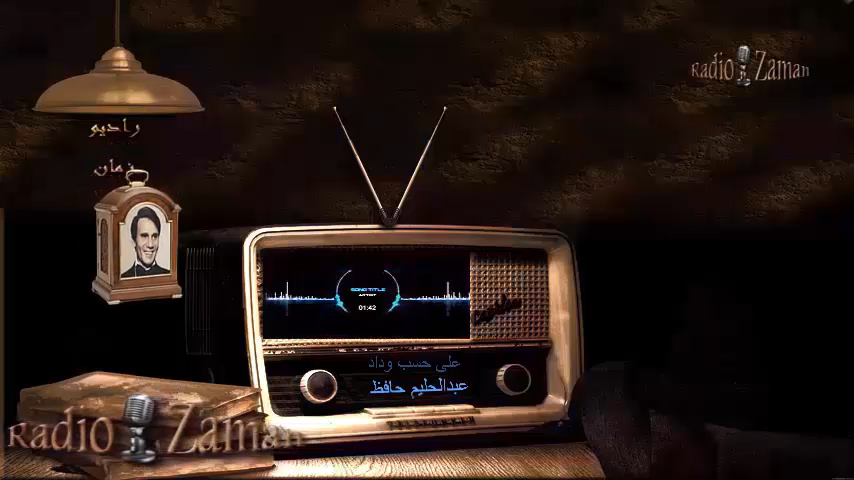 Radio Zaman
راديو
زمان
SONG TITLE
ARTIST
01:42
على حسب وداد
عبدالحليم حافظ
Radio Zaman